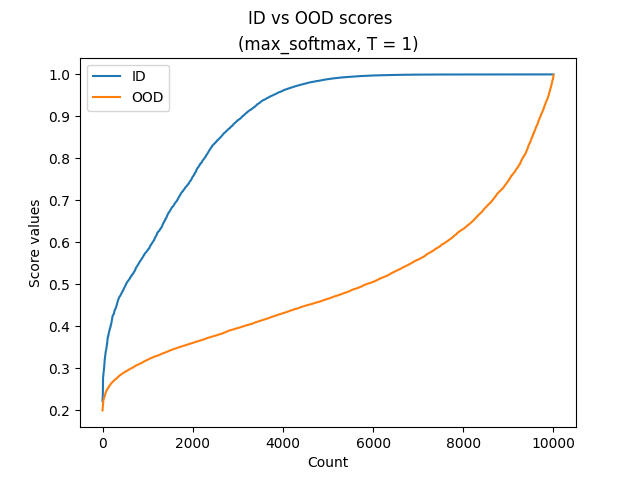 ID vs OOD scores
(max_softmax, T = 1)
ID
OOD
Score values
1.0
0.9
0.8
0.7
0.6
0.5
0.4
0.3
0.2
0
2000
4000
6000
8000
10000
Count